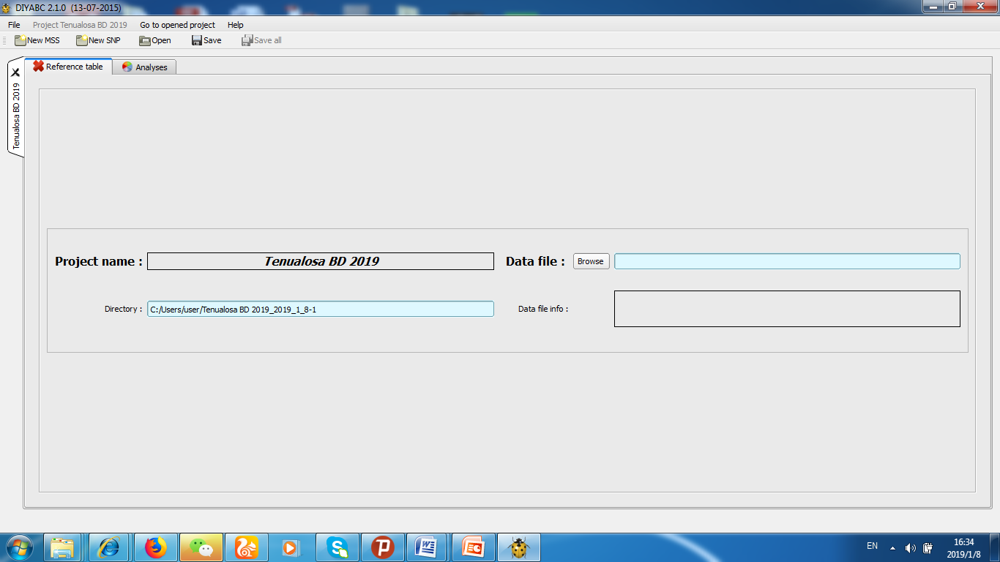 DIYABC 2.1.0 (13-07-2015)
File Project Tenualosa BD 2019 Go to opened project Help
New MSS New SNP Open Save Save all
Reference table Analyses
Tenualosa BD 2019
Project name : Tenualosa BD 2019 Data file : Browse
Directory : C:/Users/user/Tenualosa BD 2019_2019_1_8-1 Data file info :
EN 16:34
2019/1/8